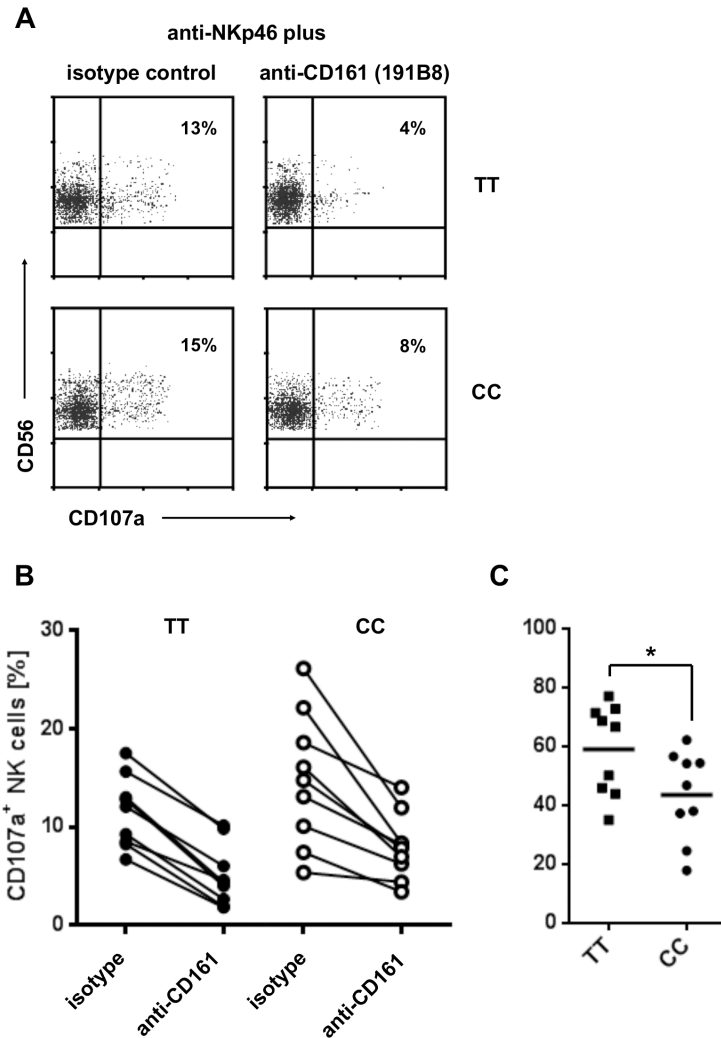 A
anti-NKp46 plus
isotype control anti-CD161 (191B8)
13% 4%
TT
15% 8%
CC
CD56
CD107a
B
C
TT CC
CD107a+ NK cells [%]
30
20
10
0
isotype anti-CD161 isotype anti-CD161
*
100
80
60
40
20
0
TT CC